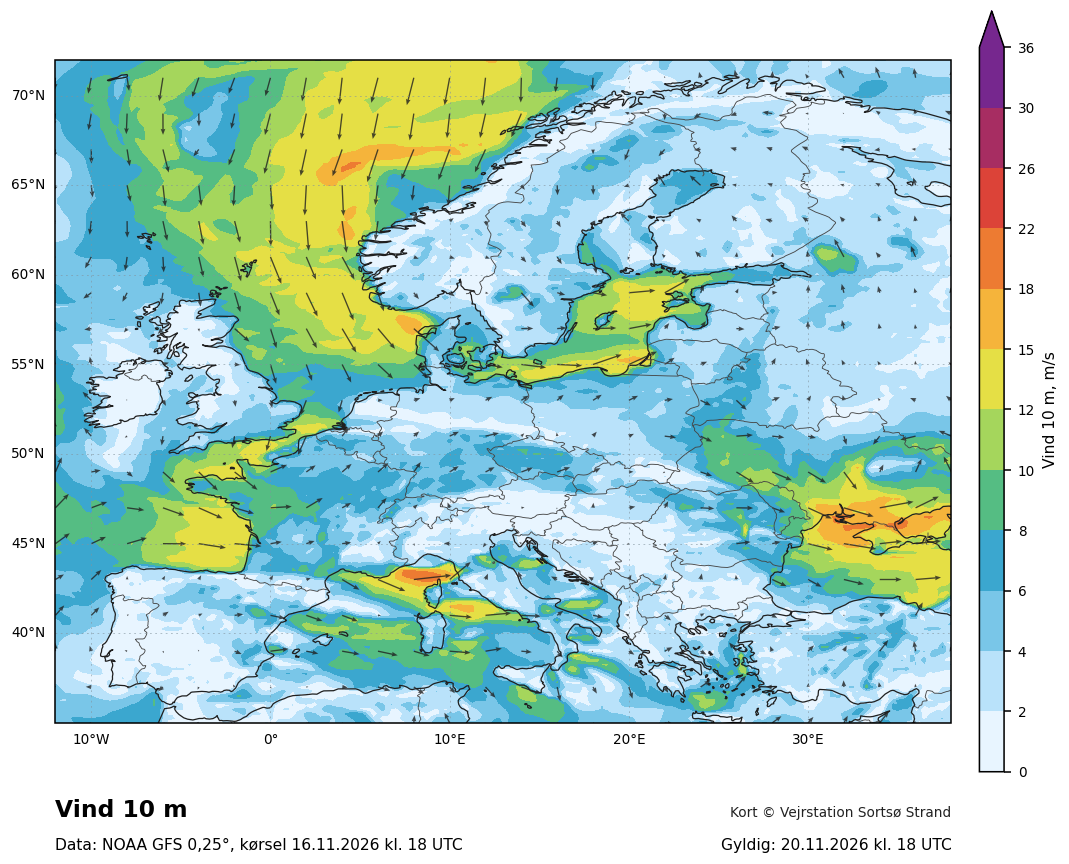 70°N
65°N
60°N
55°N
50°N
45°N
40°N
10°W
0°
10°E
20°E
30°E
36
30
26
22
18
15
12
10
8
6
4
2
0
Vind 10 m, m/s
Vind 10 m
Kort © Vejrstation Sortsø Strand
Data: NOAA GFS 0,25°, kørsel 16.11.2026 kl. 18 UTC
Gyldig: 20.11.2026 kl. 18 UTC